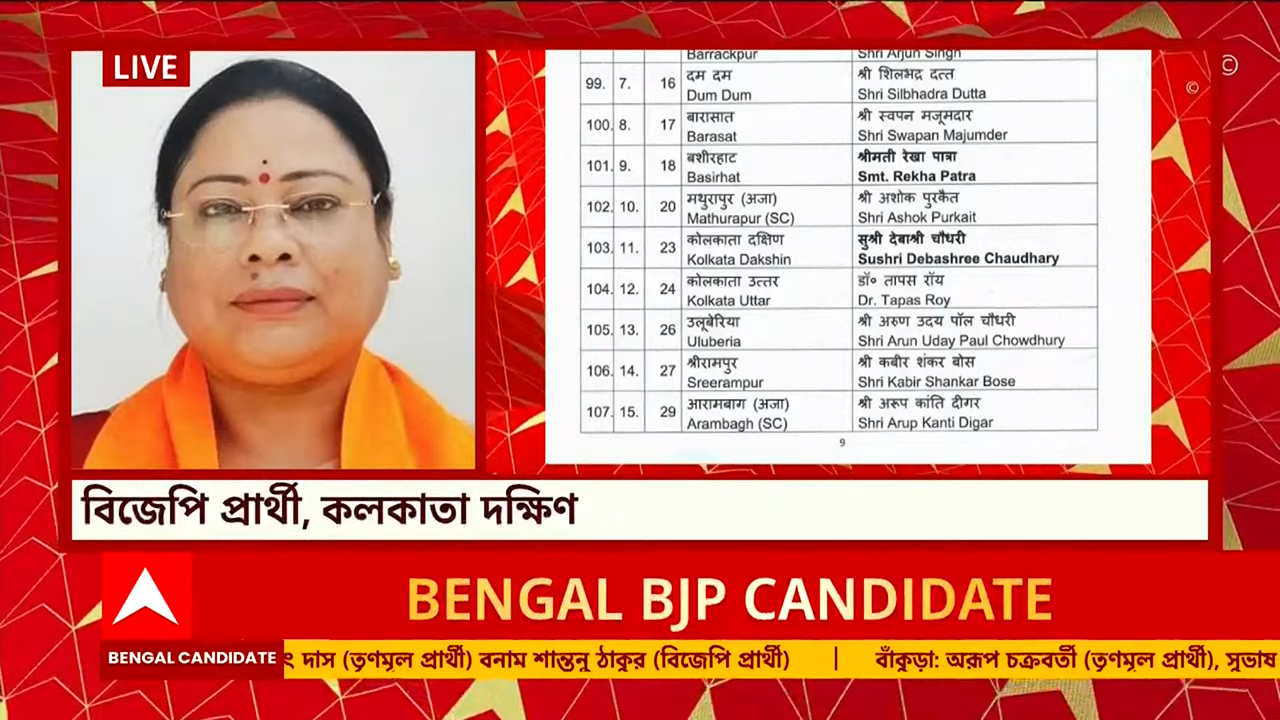 LIVE
©
©
Barrackpur Shri Arjun Singh
99. 7. 16 दम दम श्री शिलभद्र दत्त
Dum Dum Shri Silbhadra Dutta
100. 8. 17 बारासात श्री स्वपन मजूमदार
Barasat Shri Swapan Majumder
101. 9. 18 बशीरहाट श्रीमती रेखा पात्रा
Basirhat Smt. Rekha Patra
102. 10. 20 मथुरापुर (अजा) श्री अशोक पुरकैत
Mathurapur (SC) Shri Ashok Purkait
103. 11. 23 कोलकाता दक्षिण सुश्री देबाश्री चौधरी
Kolkata Dakshin Sushri Debashree Chaudhary
104. 12. 24 कोलकाता उत्तर डॉ० तापस रॉय
Kolkata Uttar Dr. Tapas Roy
105. 13. 26 उलूबेरिया श्री अरुण उदय पॉल चौधरी
Uluberia Shri Arun Uday Paul Chowdhury
106. 14. 27 श्रीरामपुर श्री कबीर शंकर बोस
Sreerampur Shri Kabir Shankar Bose
107. 15. 29 आरामबाग (अजा) श्री अरूप कांति दीगर
Arambagh (SC) Shri Arup Kanti Digar
9
বিজেপি প্রার্থী, কলকাতা দক্ষিণ
BENGAL BJP CANDIDATE
BENGAL CANDIDATE
ৎ দাস (তৃণমূল প্রার্থী) বনাম শান্তনু ঠাকুর (বিজেপি প্রার্থী) | বাঁকুড়া: অরূপ চক্রবর্তী (তৃণমূল প্রার্থী), সুভাষ